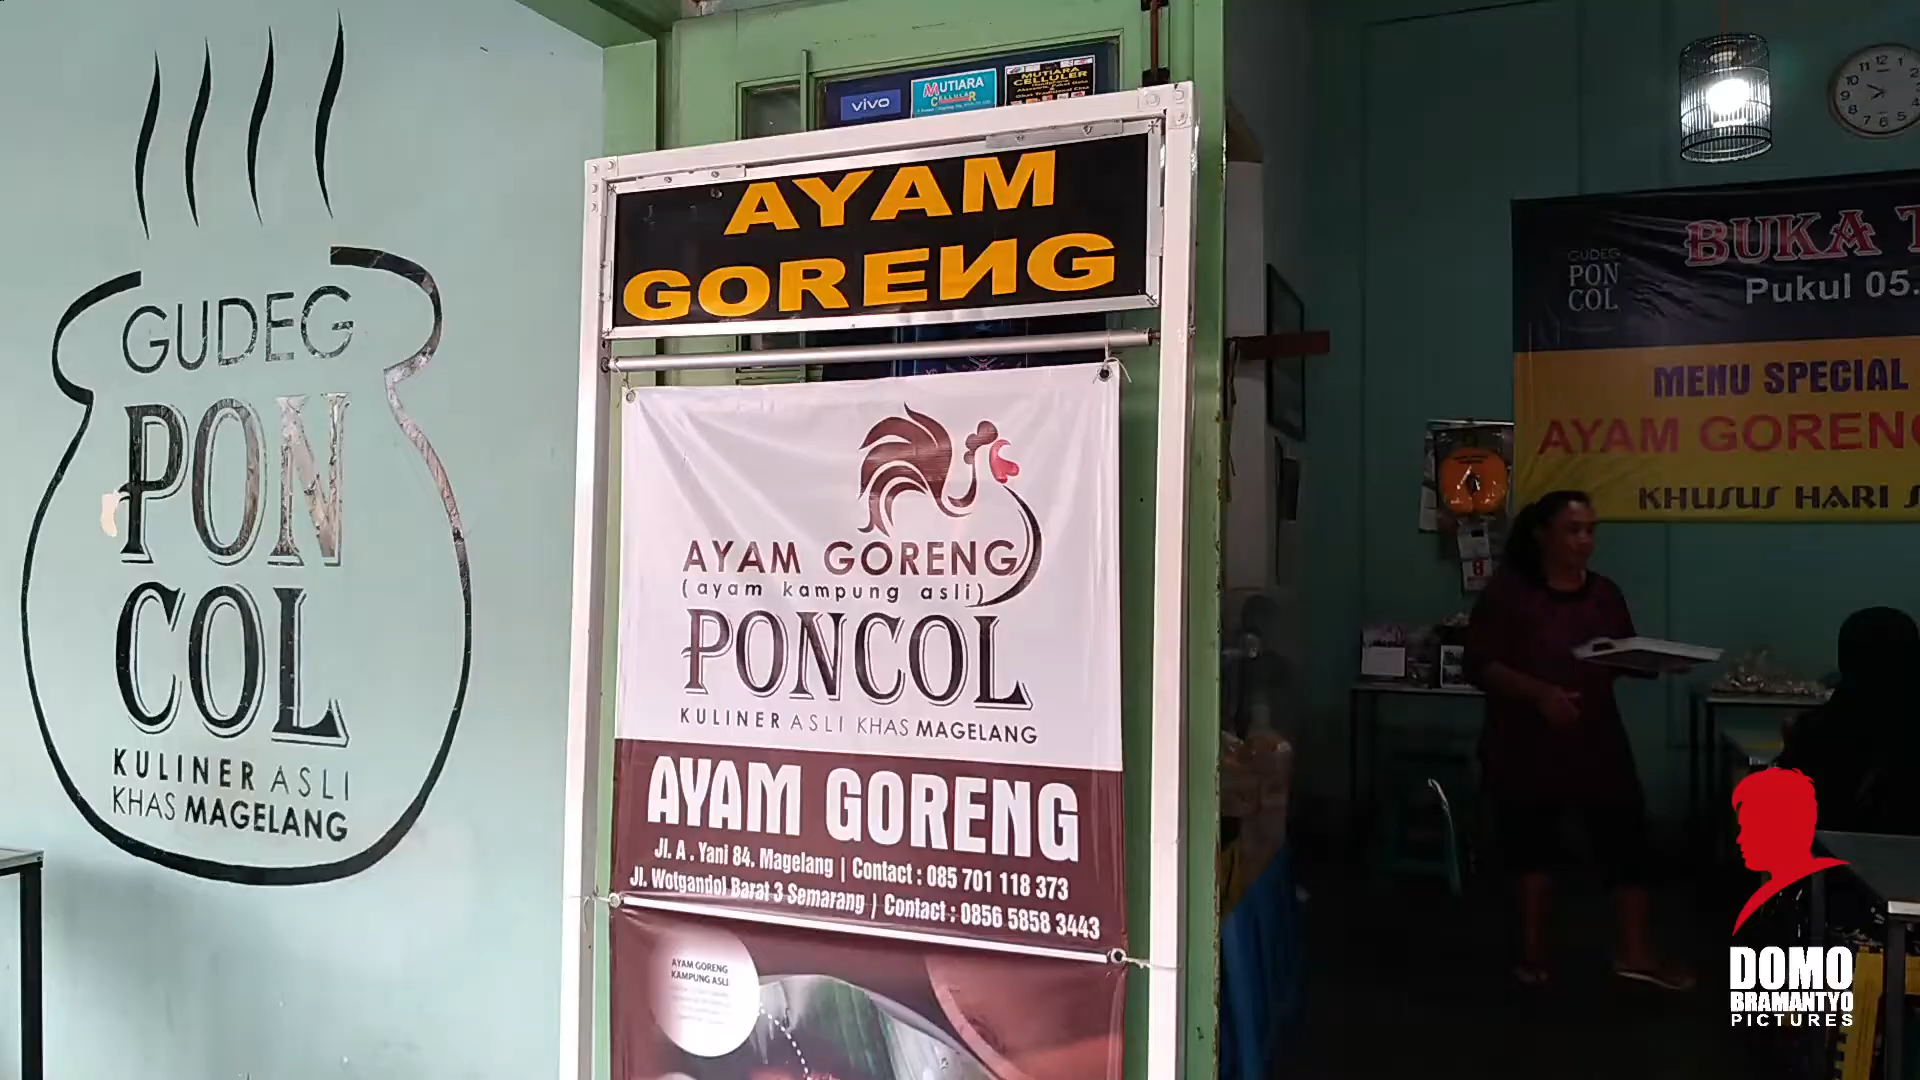 GUDEG
PON
COL
KULINER ASLI
KHAS MAGELANG
vivo
MUTIARA
CELLULAR
MUTIARA
CELLULER
AYAM
GOREИG
AYAM GORENG
(ayam kampung asli)
PONCOL
KULINER ASLI KHAS MAGELANG
AYAM GORENG
Jl. A. Yani 84. Magelang | Contact : 085 701 118 373
Jl. Wotgandol Barat 3 Semarang | Contact : 0856 5858 3443
AYAM GORENG
KAMPUNG ASLI
GUDEG
PON
COL
BUKA T
Pukul 05.
MENU SPECIAL
AYAM GORENG
KHUSUS HARI S
DOMO
BRAMANTYO
PICTURES